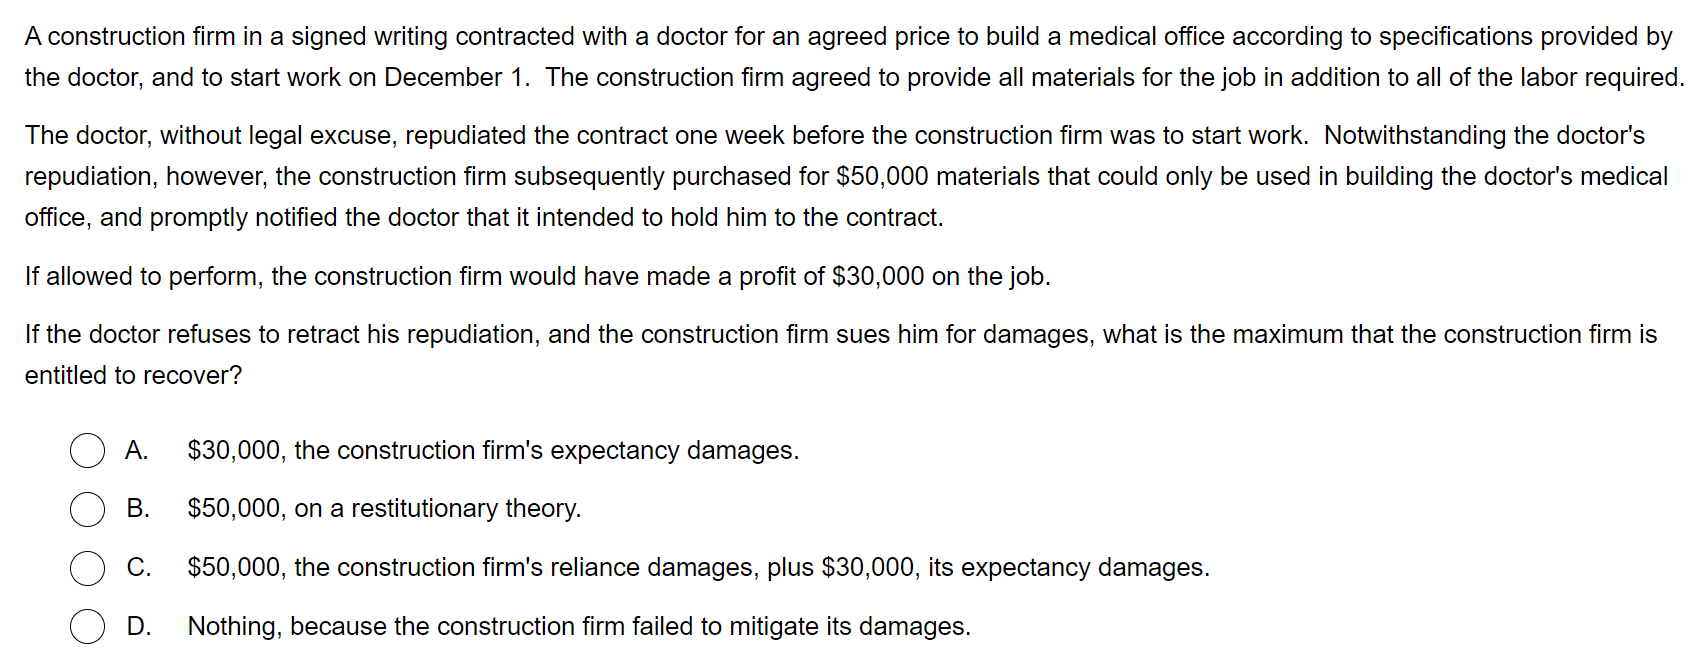 A construction firm in a signed writing contracted with a doctor for an agreed price to build a medical office according to specifications provided by
the doctor, and to start work on December 1.  The construction firm agreed to provide all materials for the job in addition to all of the labor required.
The doctor, without legal excuse, repudiated the contract one week before the construction firm was to start work.  Notwithstanding the doctor's
repudiation, however, the construction firm subsequently purchased for $50,000 materials that could only be used in building the doctor's medical
office, and promptly notified the doctor that it intended to hold him to the contract.
If allowed to perform, the construction firm would have made a profit of $30,000 on the job.
If the doctor refuses to retract his repudiation, and the construction firm sues him for damages, what is the maximum that the construction firm is
entitled to recover?
A. $30,000, the construction firm's expectancy damages.
B. $50,000, on a restitutionary theory.
C. $50,000, the construction firm's reliance damages, plus $30,000, its expectancy damages.
D. Nothing, because the construction firm failed to mitigate its damages.